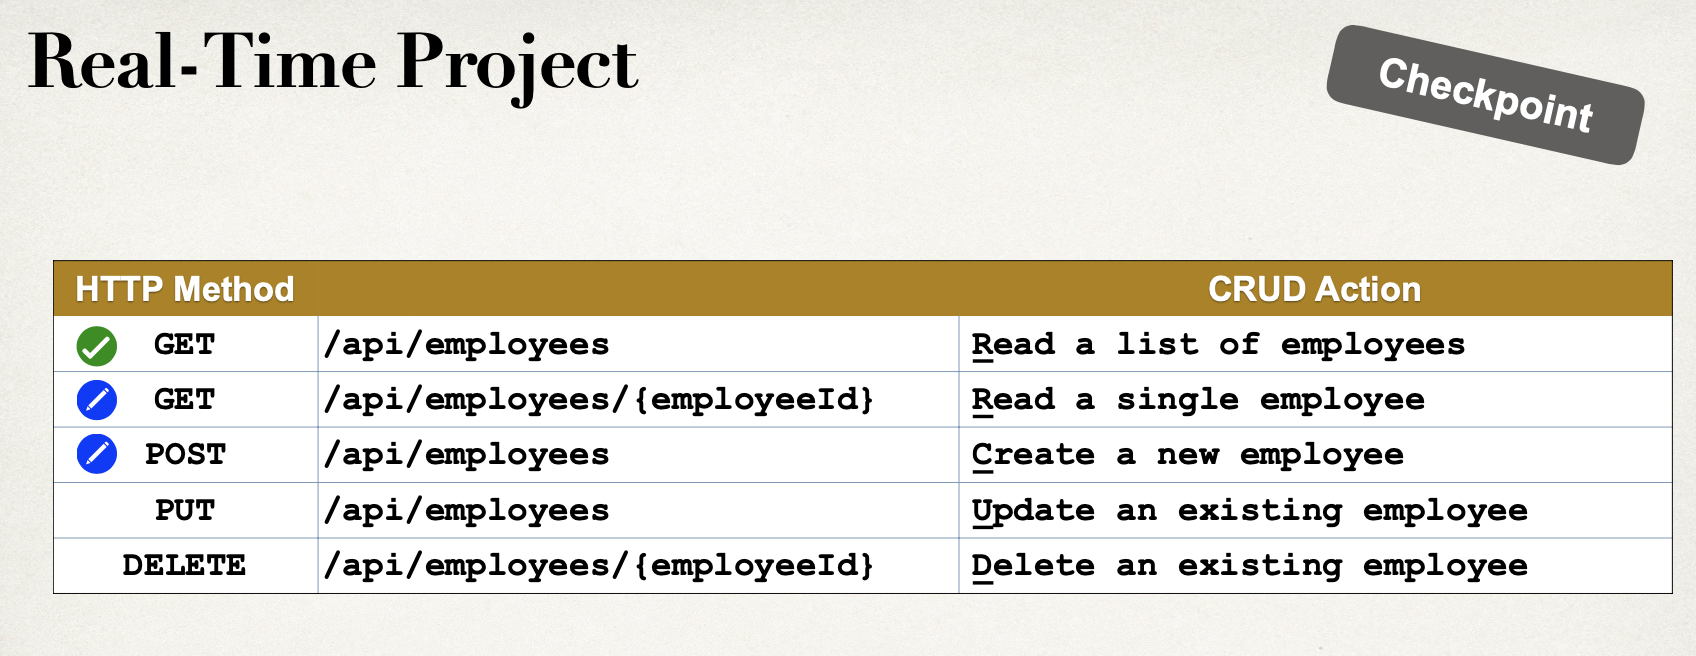 Real-Time Project
Checkpoint
HTTP Method CRUD Action
GET /api/employees Read a list of employees
GET /api/employees/{employeeId} Read a single employee
POST /api/employees Create a new employee
PUT /api/employees Update an existing employee
DELETE /api/employees/{employeeId} Delete an existing employee